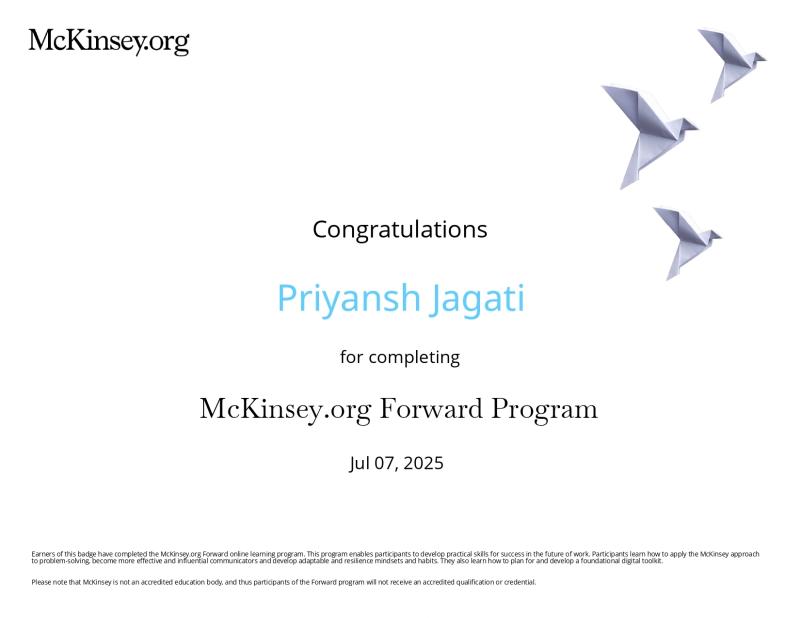 McKinsey.org
Congratulations
Priyansh Jagati
for completing
McKinsey.org Forward Program
Jul 07, 2025
Earners of this badge have completed the McKinsey.org Forward online learning program. This program enables participants to develop practical skills for success in the future of work. Participants learn how to apply the McKinsey approach
to problem-solving, become more effective and influential communicators and develop adaptable and resilience mindsets and habits. They also learn how to plan for and develop a foundational digital toolkit.
Please note that McKinsey is not an accredited education body, and thus participants of the Forward program will not receive an accredited qualification or credential.